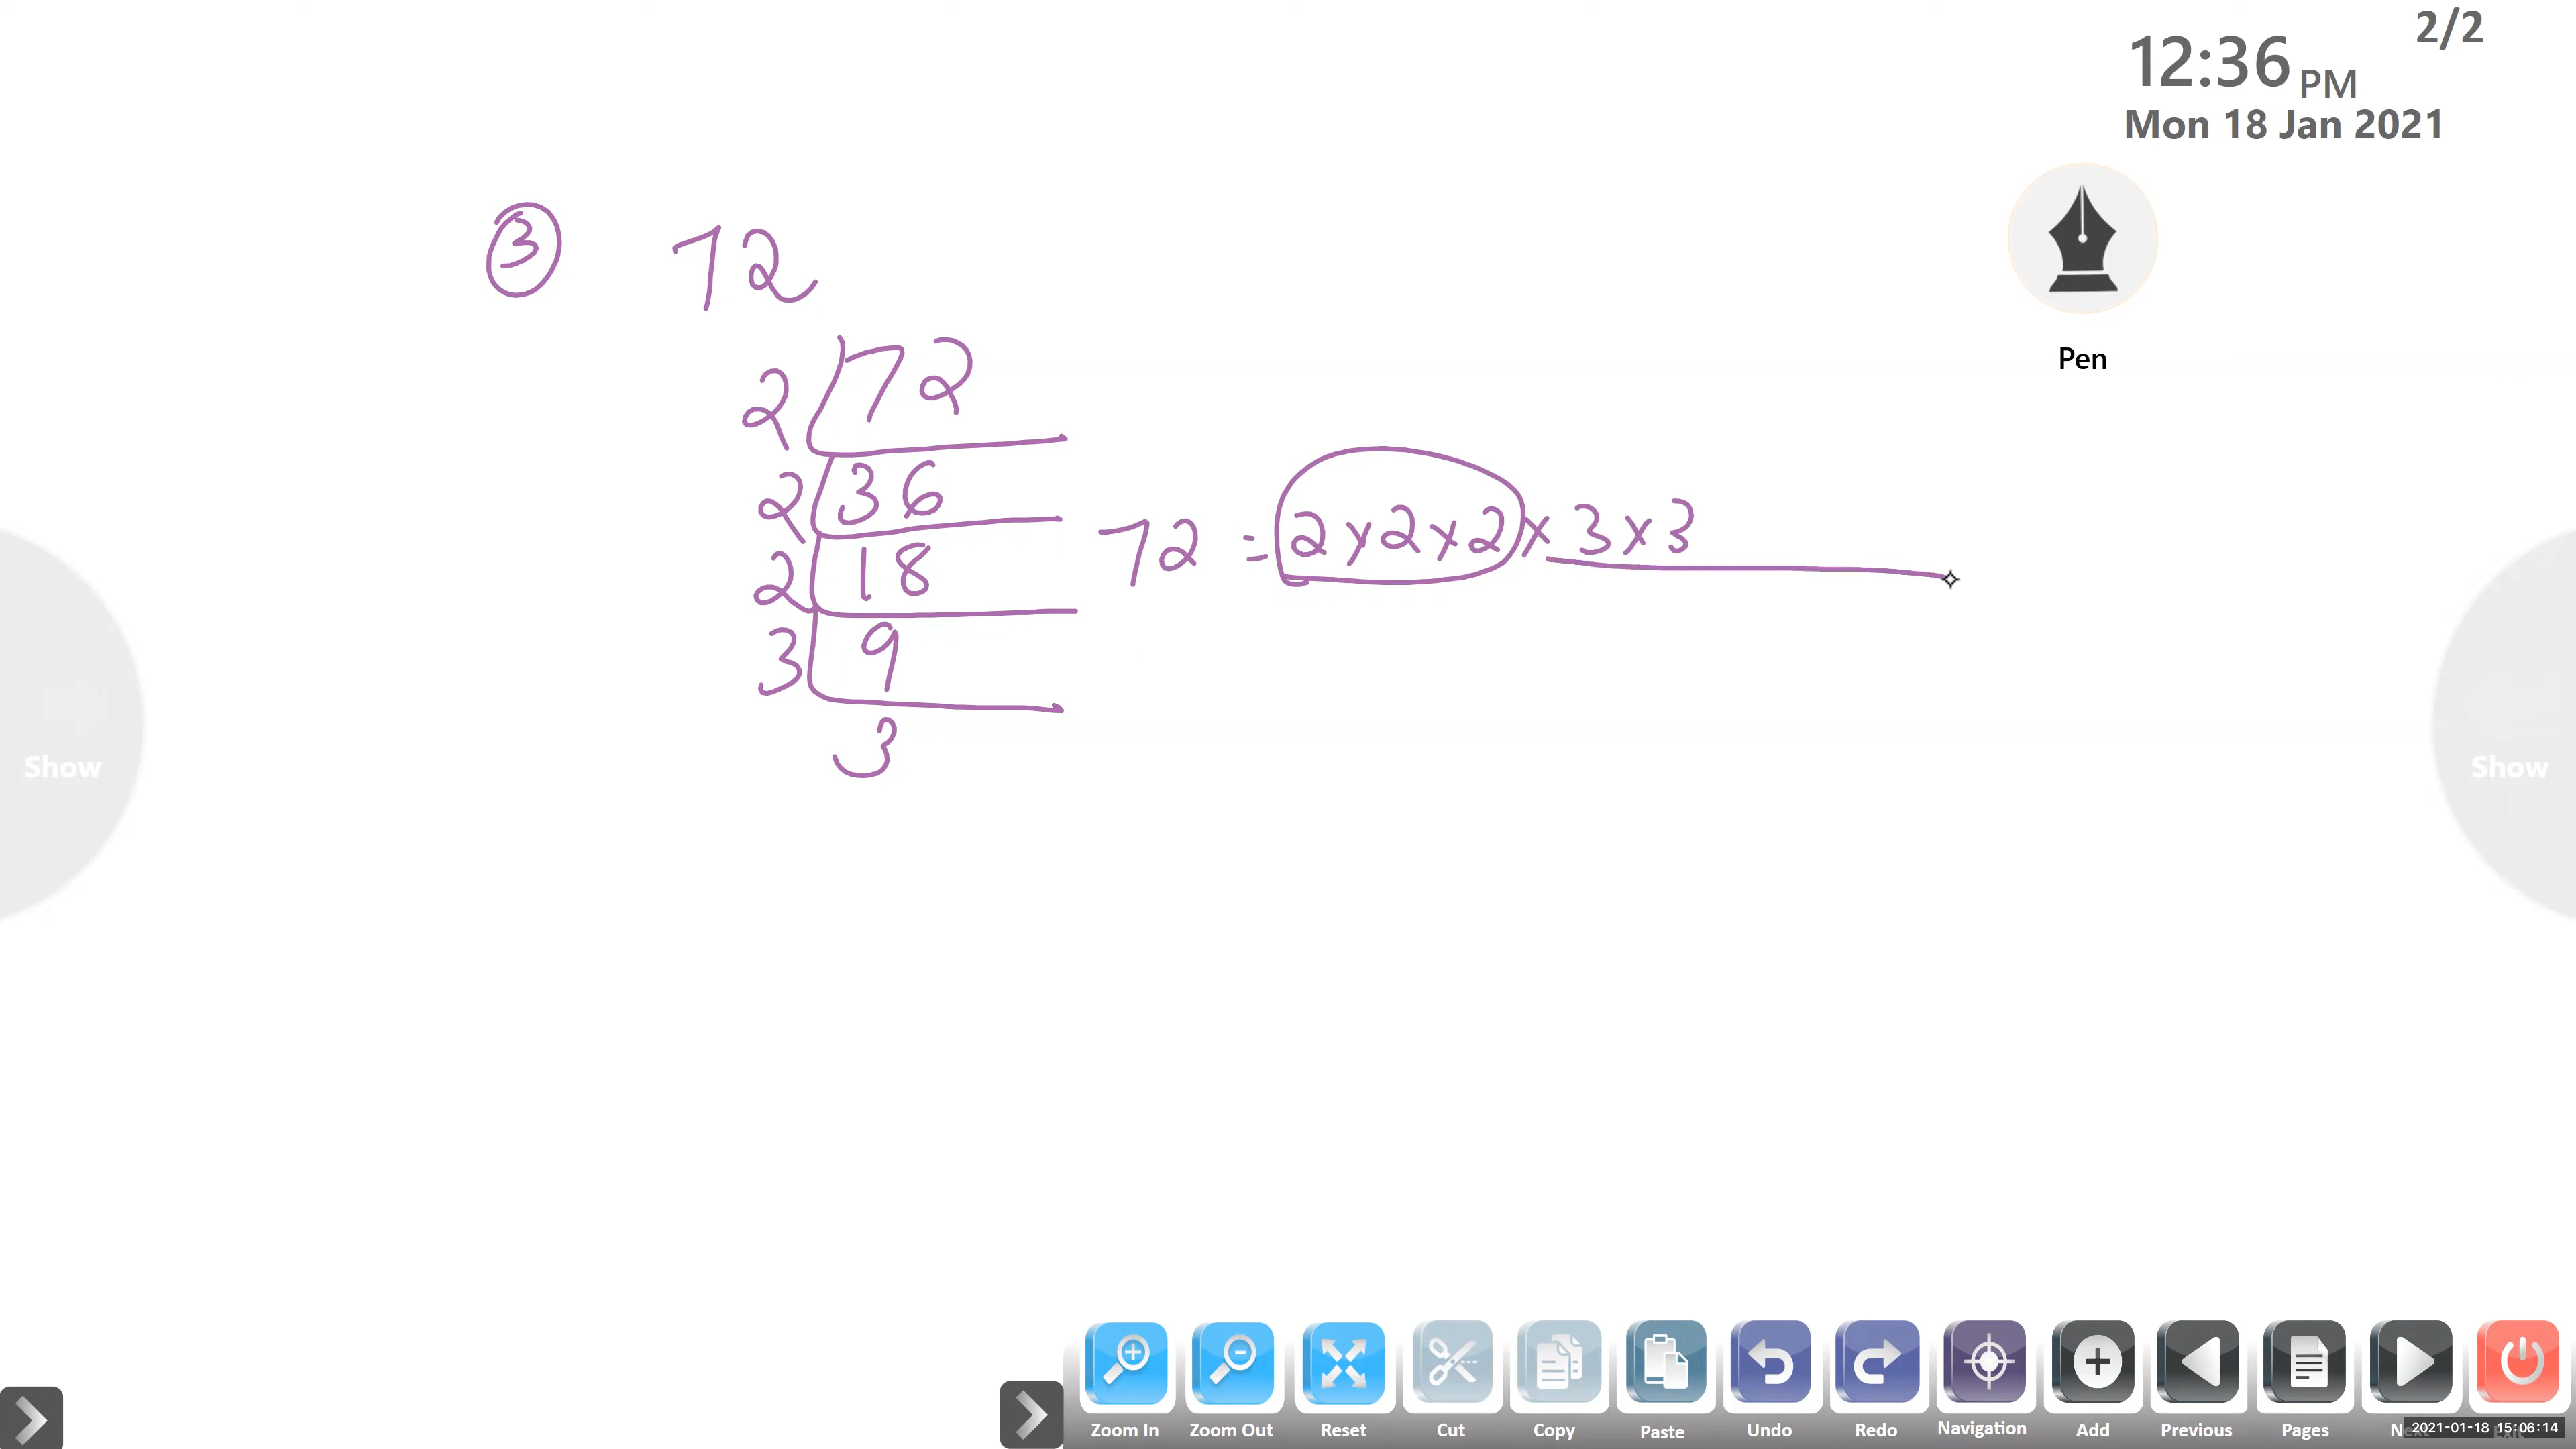 2/2
12:36 PM
Mon 18 Jan 2021
Pen
3 72
2 72
2 36
2 18
3 9
3
72 = 2 x 2 x 2 x 3 x 3
Show
Show
Zoom In Zoom Out Reset Cut Copy Paste Undo Redo Navigation Add Previous Pages
2021-01-18 15:06:14